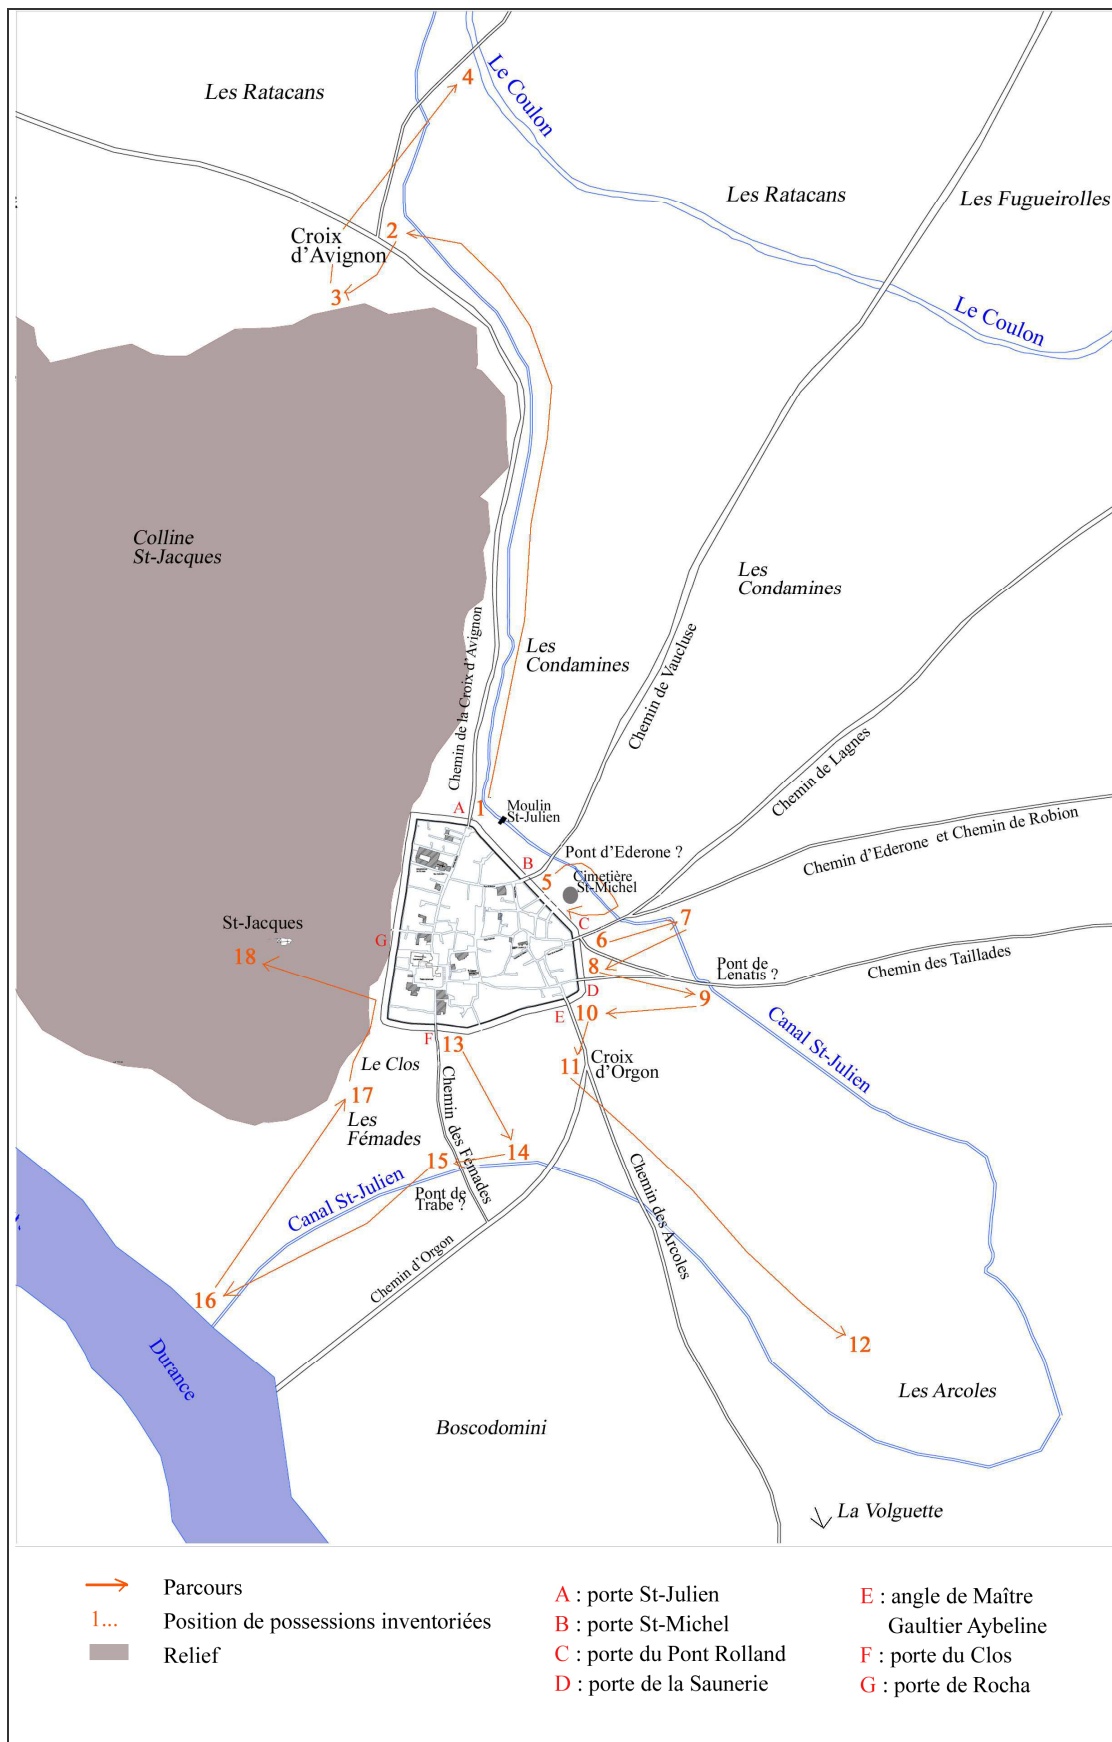 4
Le Coulon
Les Ratacans
Les Ratacans
Les Fugueirolles
Croix
d'Avignon
2
3
Le Coulon
Colline
St-Jacques
Les
Condamines
Les
Condamines
Chemin de la Croix d'Avignon
Chemin de Vaucluse
Chemin de Lagnes
Chemin d'Ederone et Chemin de Robion
A
1
Moulin
St-Julien
B
Pont d'Ederone ?
5
Cimetière
St-Michel
C
6
7
St-Jacques
18
G
8
Pont de
Lenatis ?
Chemin des Taillades
D
9
E
10
Canal St-Julien
F
13
Le Clos
11
Croix
d'Orgon
17
Les
Fémades
Chemin des Fémades
15
14
Canal St-Julien
Pont de
Trabe ?
Chemin des Arcoles
Chemin d'Orgon
16
12
Durance
Les Arcoles
Boscodomini
La Volguette
Parcours
1... Position de possessions inventoriées
Relief
A : porte St-Julien
B : porte St-Michel
C : porte du Pont Rolland
D : porte de la Saunerie
E : angle de Maître
Gaultier Aybeline
F : porte du Clos
G : porte de Rocha